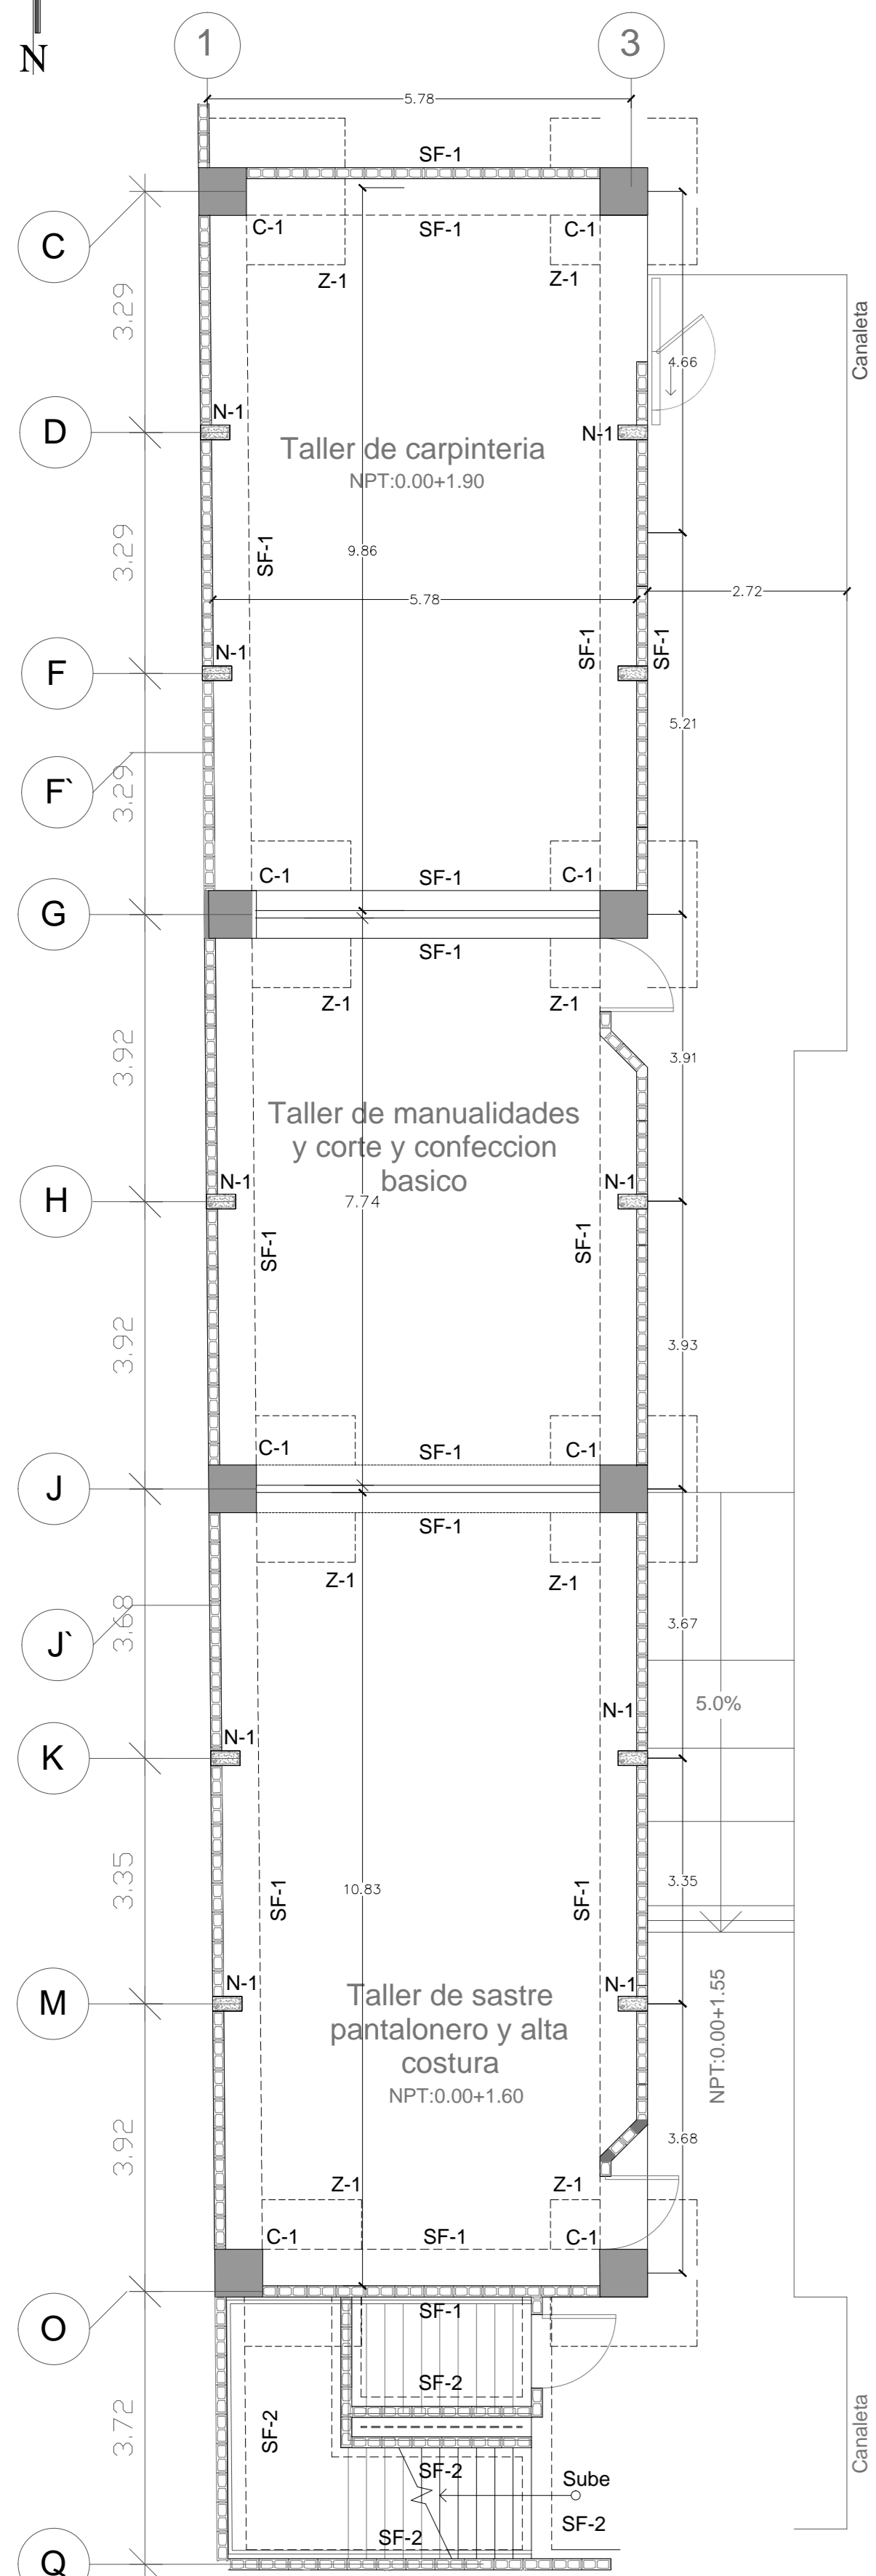 N
1
3
5.78
SF-1
C
C-1
SF-1
C-1
Z-1
Z-1
3.29
Canaleta
4.66
D
N-1
N-1
Taller de carpinteria
NPT:0.00+1.90
3.29
SF-1
9.86
5.78
2.72
F
N-1
SF-1
SF-1
5.21
F`
3.29
C-1
SF-1
C-1
G
SF-1
Z-1
Z-1
3.92
3.91
Taller de manualidades
y corte y confeccion
basico
H
N-1
N-1
7.74
SF-1
SF-1
3.92
3.93
C-1
SF-1
C-1
J
SF-1
Z-1
Z-1
J`
3.68
3.67
5.0%
N-1
N-1
K
3.35
SF-1
10.83
SF-1
3.35
N-1
N-1
M
Taller de sastre
pantalonero y alta
costura
NPT:0.00+1.60
NPT:0.00+1.55
3.92
3.68
Z-1
Z-1
C-1
SF-1
C-1
O
SF-1
SF-2
3.72
SF-2
SF-2
Sube
SF-2
SF-2
Canaleta
Q